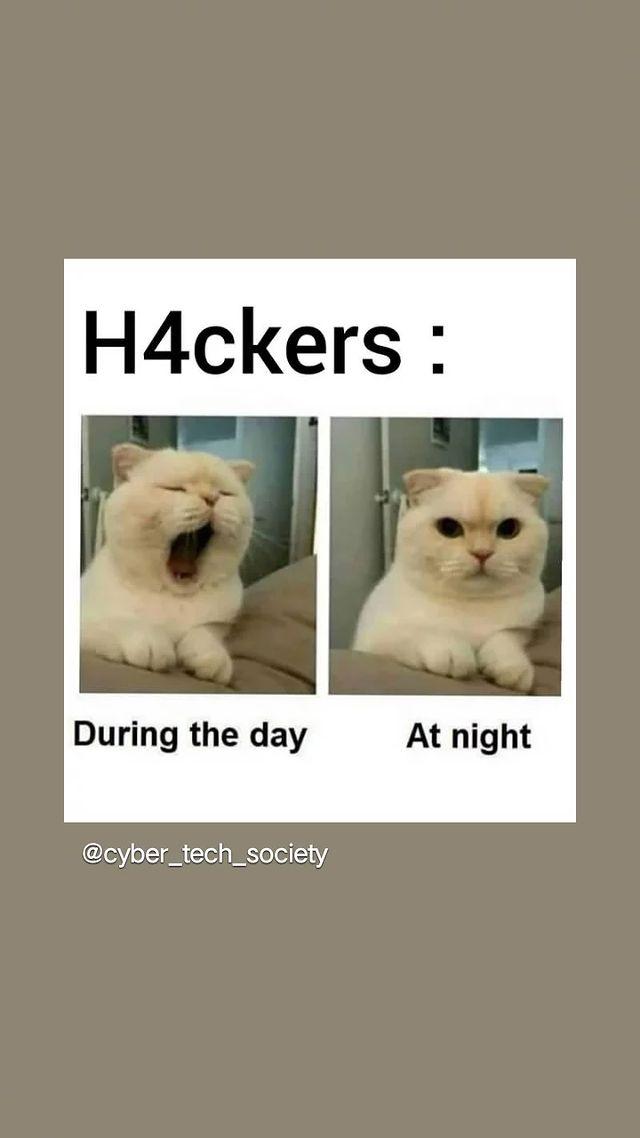 H4ckers :
During the day
At night
@cyber_tech_society